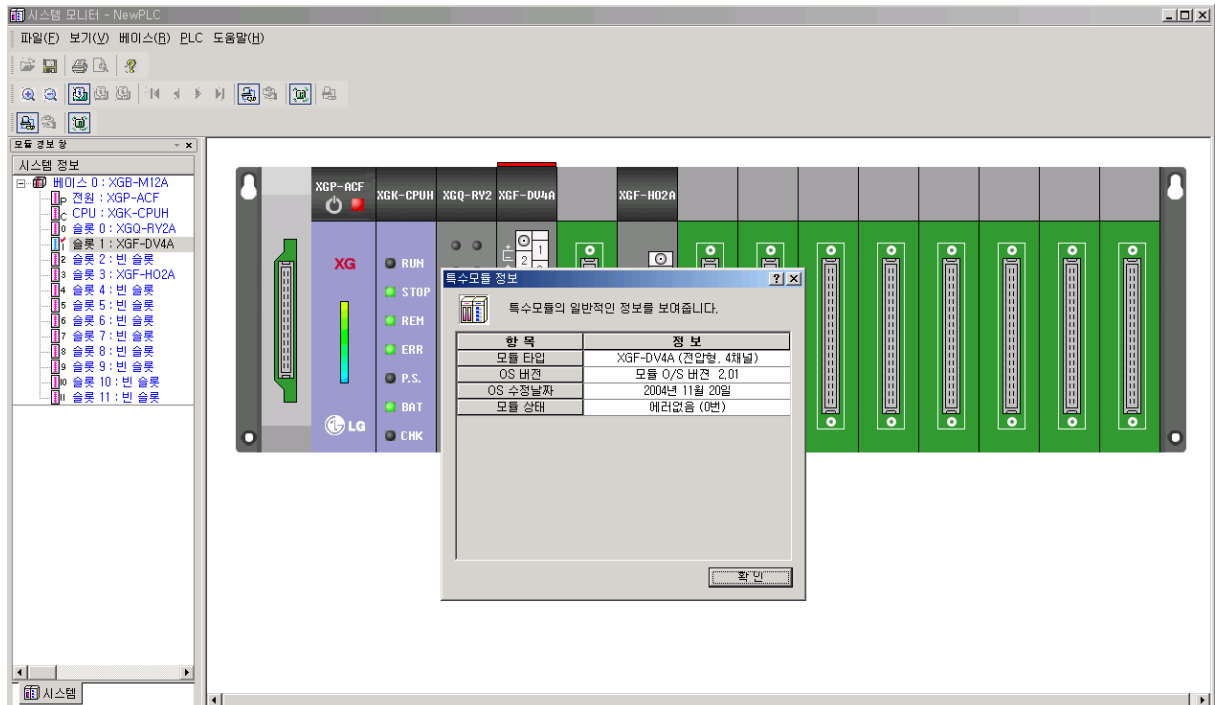 시스템 모니터 - NewPLC
파일(F) 보기(V) 베이스(B) PLC 도움말(H)
모듈 경보 창
시스템 정보
베이스 0 : XGB-M12A
전원 : XGP-ACF
CPU : XGK-CPUH
슬롯 0 : XGQ-RY2A
슬롯 1 : XGF-DV4A
슬롯 2 : 빈 슬롯
슬롯 3 : XGF-HO2A
슬롯 4 : 빈 슬롯
슬롯 5 : 빈 슬롯
슬롯 6 : 빈 슬롯
슬롯 7 : 빈 슬롯
슬롯 8 : 빈 슬롯
슬롯 9 : 빈 슬롯
슬롯 10 : 빈 슬롯
슬롯 11 : 빈 슬롯
시스템
XGP-ACF XGK-CPUH XGQ-RY2 XGF-DV4A XGF-HO2A
XG
RUN
STOP
REM
ERR
P.S.
BAT
CHK
LG
1
2
특수모듈 정보
특수모듈의 일반적인 정보를 보여줍니다.
항 목 정 보
모듈 타입 XGF-DV4A (전압형, 4채널)
OS 버전 모듈 O/S 버젼 2.01
OS 수정날짜 2004년 11월 20일
모듈 상태 에러없음 (0번)
확 인